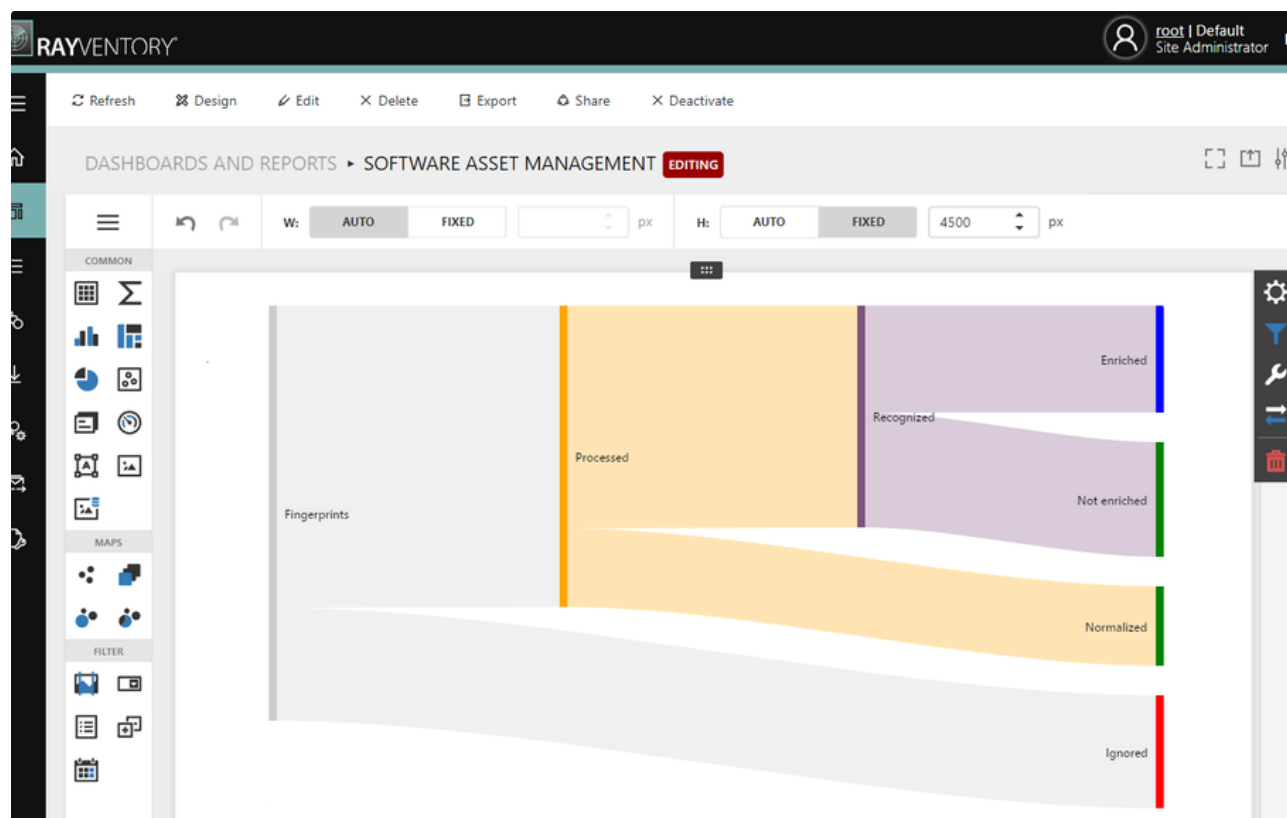 RAYVENTORY
root | Default
Site Administrator
Refresh Design Edit Delete Export Share Deactivate
DASHBOARDS AND REPORTS ▸ SOFTWARE ASSET MANAGEMENT EDITING
W: AUTO FIXED px H: AUTO FIXED 4500 px
COMMON
MAPS
FILTER
Enriched
Recognized
Processed
Not enriched
Fingerprints
Normalized
Ignored